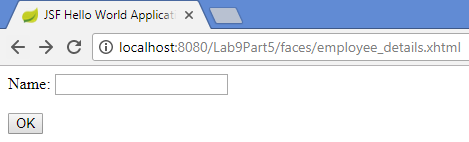 JSF Hello World Applicati
localhost:8080/Lab9Part5/faces/employee_details.xhtml
Name:
OK